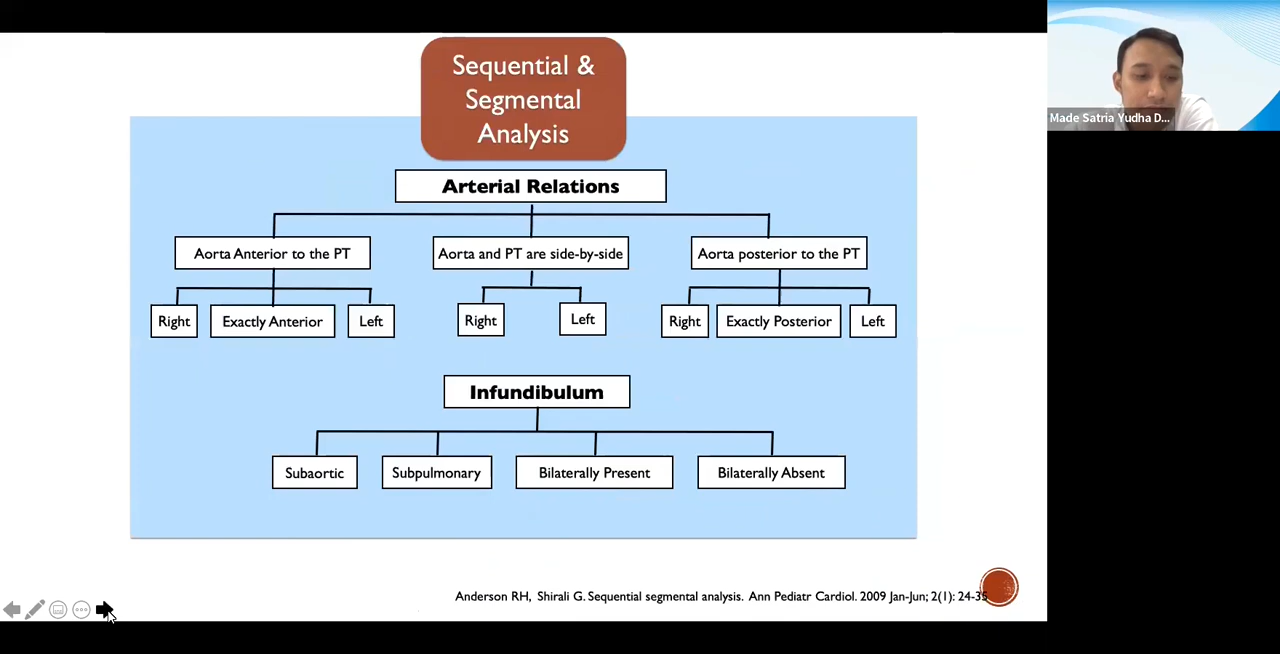 Sequential &
Segmental
Analysis
Made Satria Yudha D...
Arterial Relations
Aorta Anterior to the PT
Aorta and PT are side-by-side
Aorta posterior to the PT
Right
Exactly Anterior
Left
Right
Left
Right
Exactly Posterior
Left
Infundibulum
Subaortic
Subpulmonary
Bilaterally Present
Bilaterally Absent
Anderson RH, Shirali G. Sequential segmental analysis. Ann Pediatr Cardiol. 2009 Jan-Jun; 2(1): 24-35